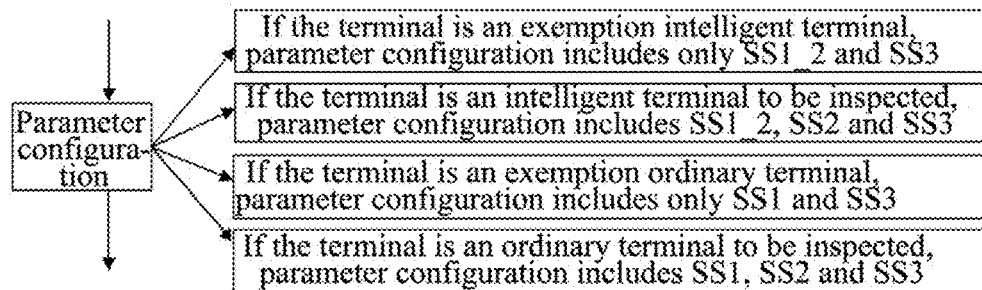 If the terminal is an exemption intelligent terminal,
parameter configuration includes only SS1_2 and SS3
If the terminal is an intelligent terminal to be inspected,
parameter configuration includes SS1_2, SS2 and SS3
Parameter
configura-
tion
If the terminal is an exemption ordinary terminal,
parameter configuration includes only SS1 and SS3
If the terminal is an ordinary terminal to be inspected,
parameter configuration includes SS1, SS2 and SS3